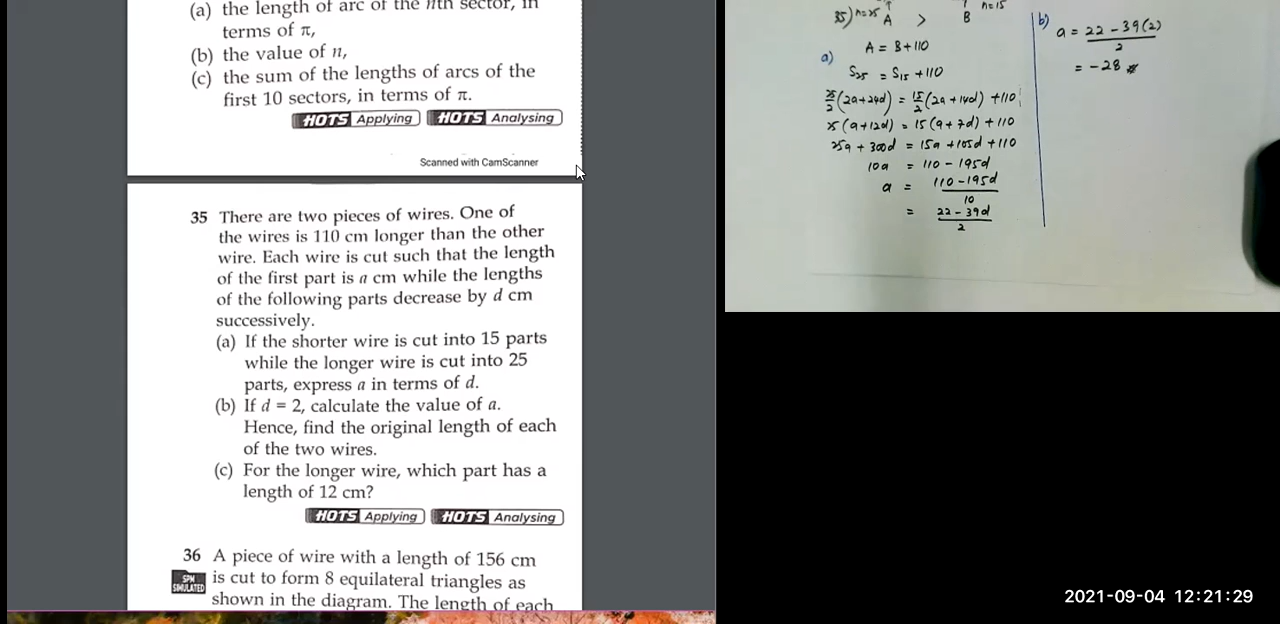 (a) the length of arc of the nth sector, in
terms of π,
(b) the value of n,
(c) the sum of the lengths of arcs of the
first 10 sectors, in terms of π.
HOTS Applying HOTS Analysing
Scanned with CamScanner
35 There are two pieces of wires. One of
the wires is 110 cm longer than the other
wire. Each wire is cut such that the length
of the first part is a cm while the lengths
of the following parts decrease by d cm
successively.
(a) If the shorter wire is cut into 15 parts
while the longer wire is cut into 25
parts, express a in terms of d.
(b) If d = 2, calculate the value of a.
Hence, find the original length of each
of the two wires.
(c) For the longer wire, which part has a
length of 12 cm?
HOTS Applying HOTS Analysing
36 A piece of wire with a length of 156 cm
SPM SIMULATED is cut to form 8 equilateral triangles as
shown in the diagram. The length of each
35) n=25 A > B n=15
a) A = B+110
S25 = S15 +110
25/2 (2a+24d) = 15/2 (2a+14d) +110
25 (a+12d) = 15 (a+7d) +110
25a + 300d = 15a +105d +110
10a = 110 - 195d
a = 110-195d / 10
= 22-39d / 2
b) a = 22 - 39(2) / 2
= -28
2021-09-04 12:21:29